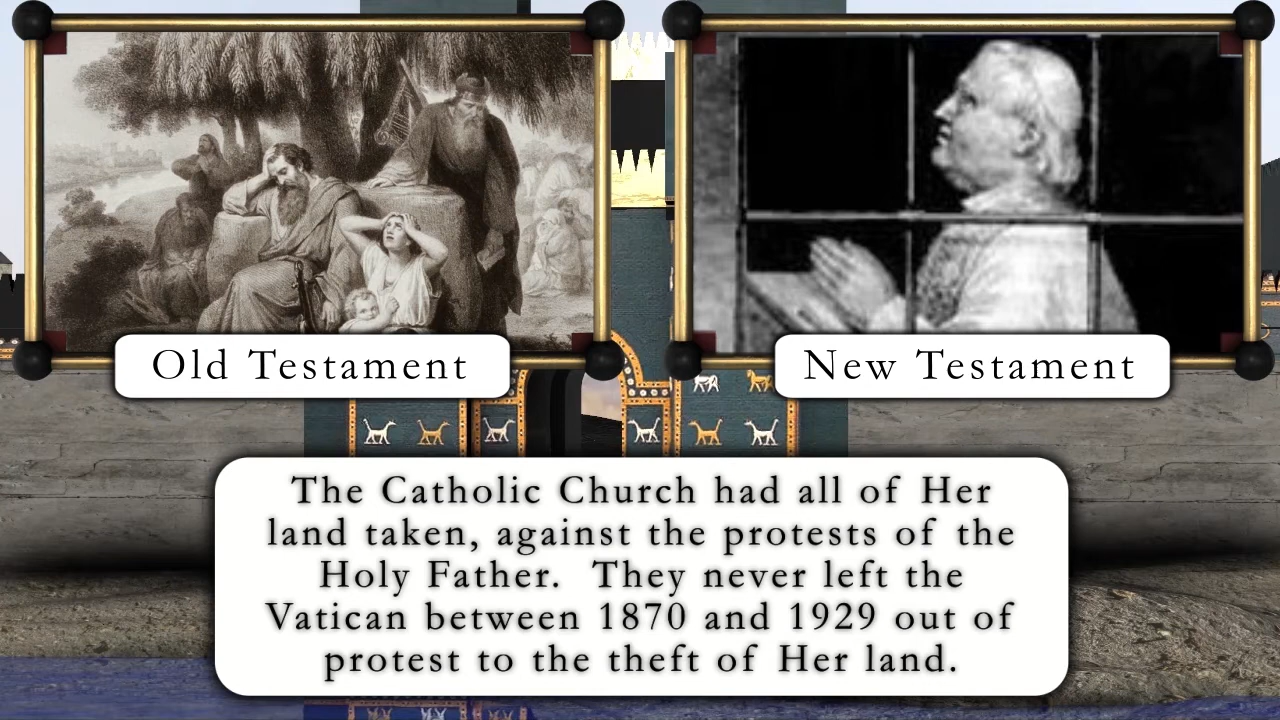 Old Testament
New Testament
The Catholic Church had all of Her
land taken, against the protests of the
Holy Father.  They never left the
Vatican between 1870 and 1929 out of
protest to the theft of Her land.